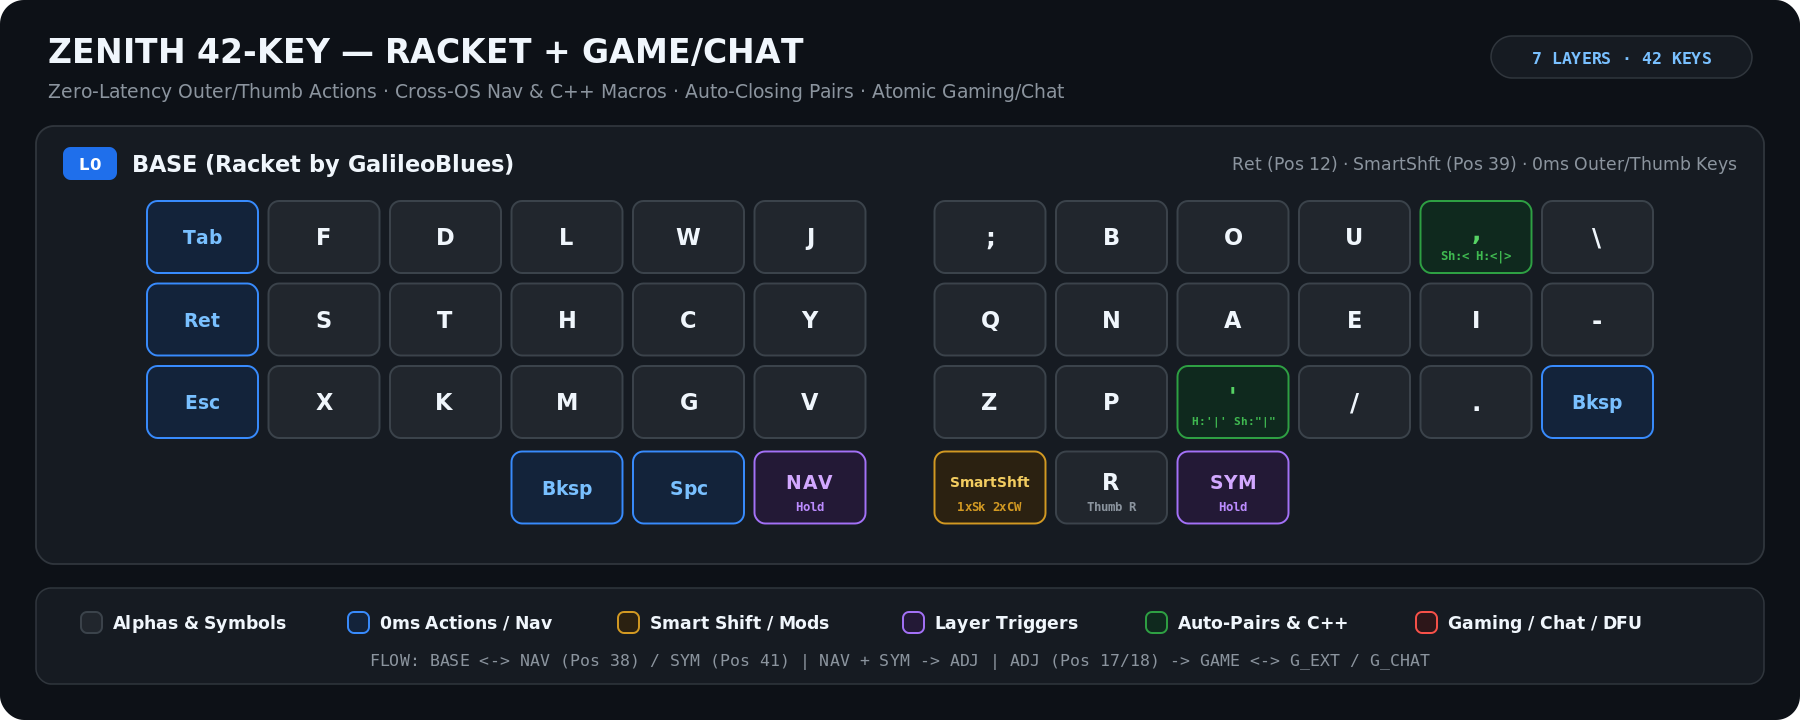 ZENITH 42-KEY — RACKET + GAME/CHAT
7 LAYERS · 42 KEYS
Zero-Latency Outer/Thumb Actions · Cross-OS Nav & C++ Macros · Auto-Closing Pairs · Atomic Gaming/Chat
L0 BASE (Racket by GalileoBlues)
Ret (Pos 12) · SmartShft (Pos 39) · 0ms Outer/Thumb Keys
Tab F D L W J ; B O U , \
Sh:< H:<|>
Ret S T H C Y Q N A E I -
Esc X K M G V Z P ' / . Bksp
H:'|' Sh:"|"
Bksp Spc NAV SmartShft R SYM
Hold 1xSk 2xCW Thumb R Hold
Alphas & Symbols 0ms Actions / Nav Smart Shift / Mods Layer Triggers Auto-Pairs & C++ Gaming / Chat / DFU
FLOW: BASE <-> NAV (Pos 38) / SYM (Pos 41) | NAV + SYM -> ADJ | ADJ (Pos 17/18) -> GAME <-> G_EXT / G_CHAT